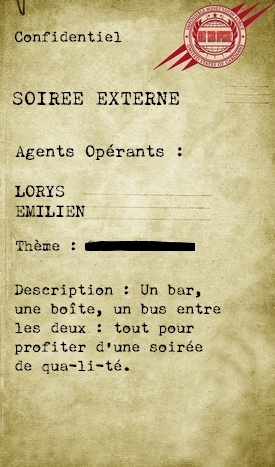 Confidentiel
SOIREE EXTERNE
Agents Opérants :
LORYS
EMILIEN
Thème :
Description : Un bar,
une boîte, un bus entre
les deux : tout pour
profiter d'une soirée
de qua-li-té.